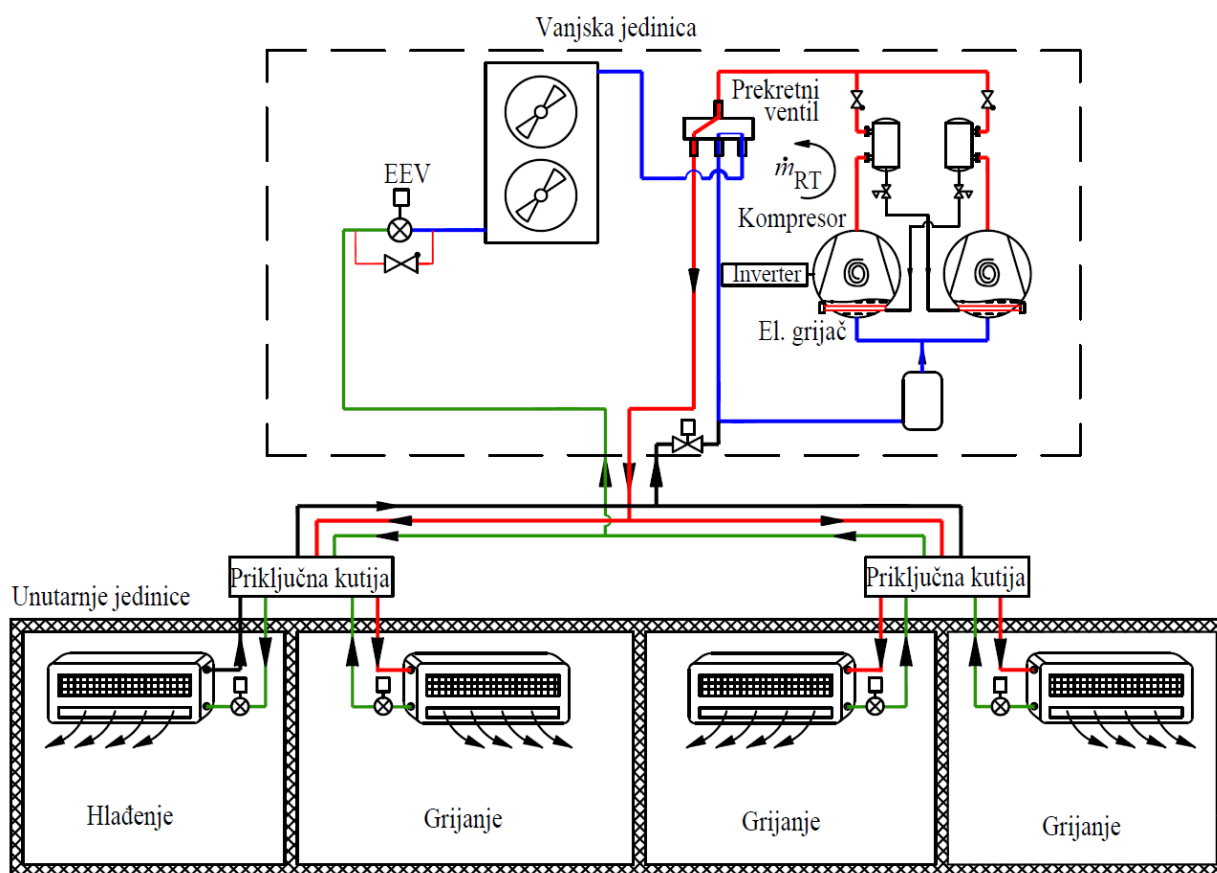 Vanjska jedinica
Prekretni
ventil
EEV
ṁRT
Kompresor
Inverter
El. grijač
Priključna kutija
Priključna kutija
Unutarnje jedinice
Hlađenje
Grijanje
Grijanje
Grijanje